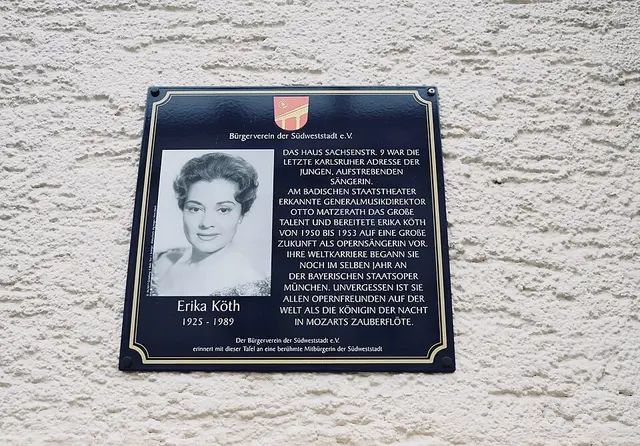 Bürgerverein der Südweststadt e.V.
DAS HAUS SACHSENSTR. 9 WAR DIE
LETZTE KARLSRUHER ADRESSE DER
JUNGEN, AUFSTREBENDEN
SÄNGERIN.
AM BADISCHEN STAATSTHEATER
ERKANNTE GENERALMUSIKDIREKTOR
OTTO MATZERATH DAS GROßE
TALENT UND BEREITETE ERIKA KÖTH
VON 1950 BIS 1953 AUF EINE GROßE
ZUKUNFT ALS OPERNSÄNGERIN VOR.
IHRE WELTKARRIERE BEGANN SIE
NOCH IM SELBEN JAHR AN
DER BAYERISCHEN STAATSOPER
MÜNCHEN. UNVERGESSEN IST SIE
ALLEN OPERNFREUNDEN AUF DER
WELT ALS DIE KÖNIGIN DER NACHT
IN MOZARTS ZAUBERFLÖTE.
Erika Köth
1925 - 1989
Der Bürgerverein der Südweststadt e.V.
erinnert mit dieser Tafel an eine berühmte Mitbürgerin der Südweststadt